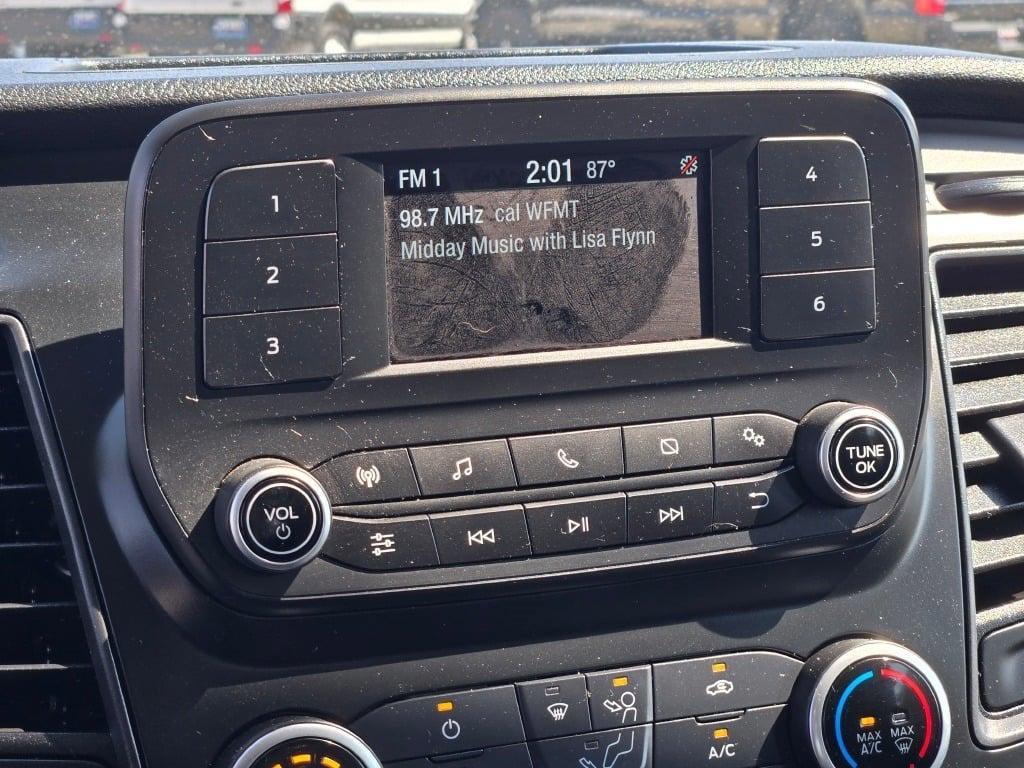 FM 1 2:01 87°
98.7 MHz cal WFMT
Midday Music with Lisa Flynn
1
2
3
4
5
6
VOL
TUNE
OK
A/C
MAX
A/C
MAX